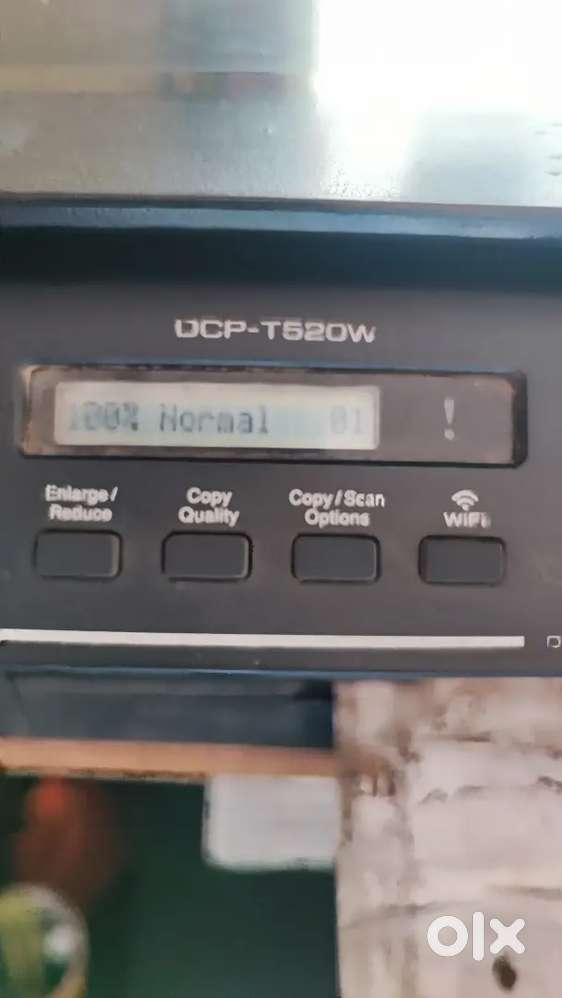 DCP-T520W
100% Normal 01
!
Enlarge/
Reduce
Copy
Quality
Copy/Scan
Options
WiFi
olx